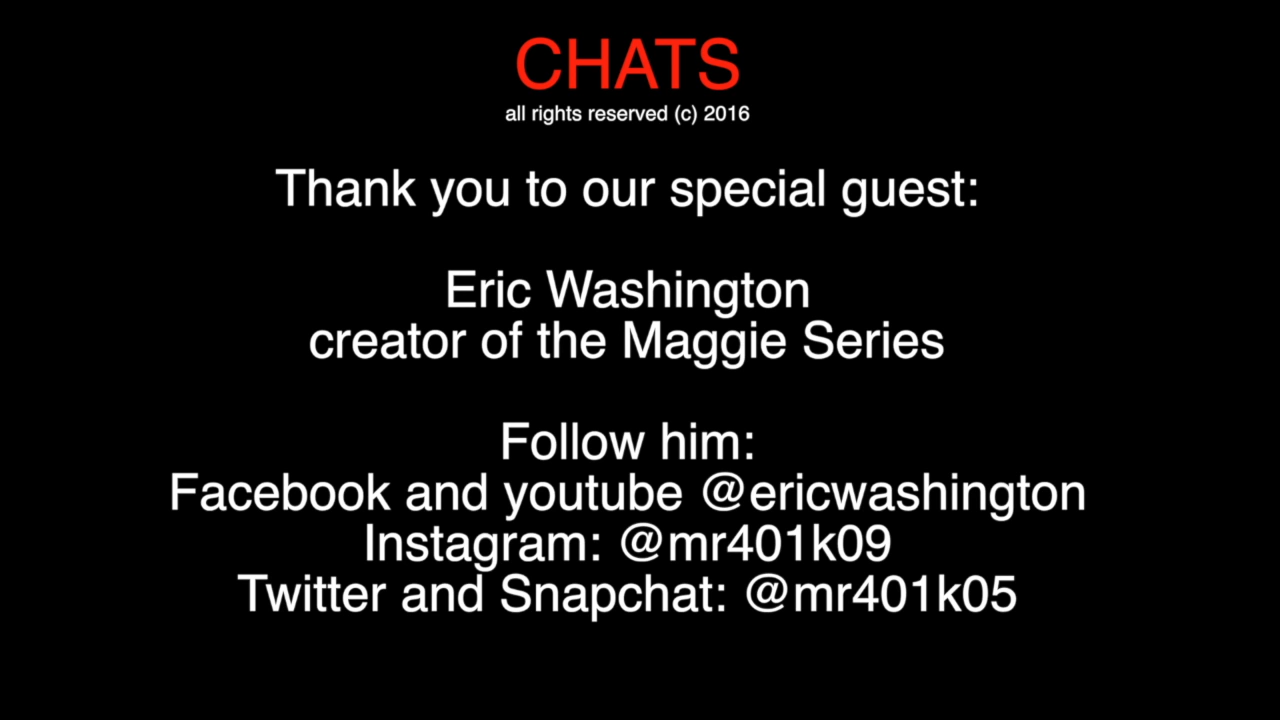 CHATS
all rights reserved (c) 2016
Thank you to our special guest:
Eric Washington
creator of the Maggie Series
Follow him:
Facebook and youtube @ericwashington
Instagram: @mr401k09
Twitter and Snapchat: @mr401k05